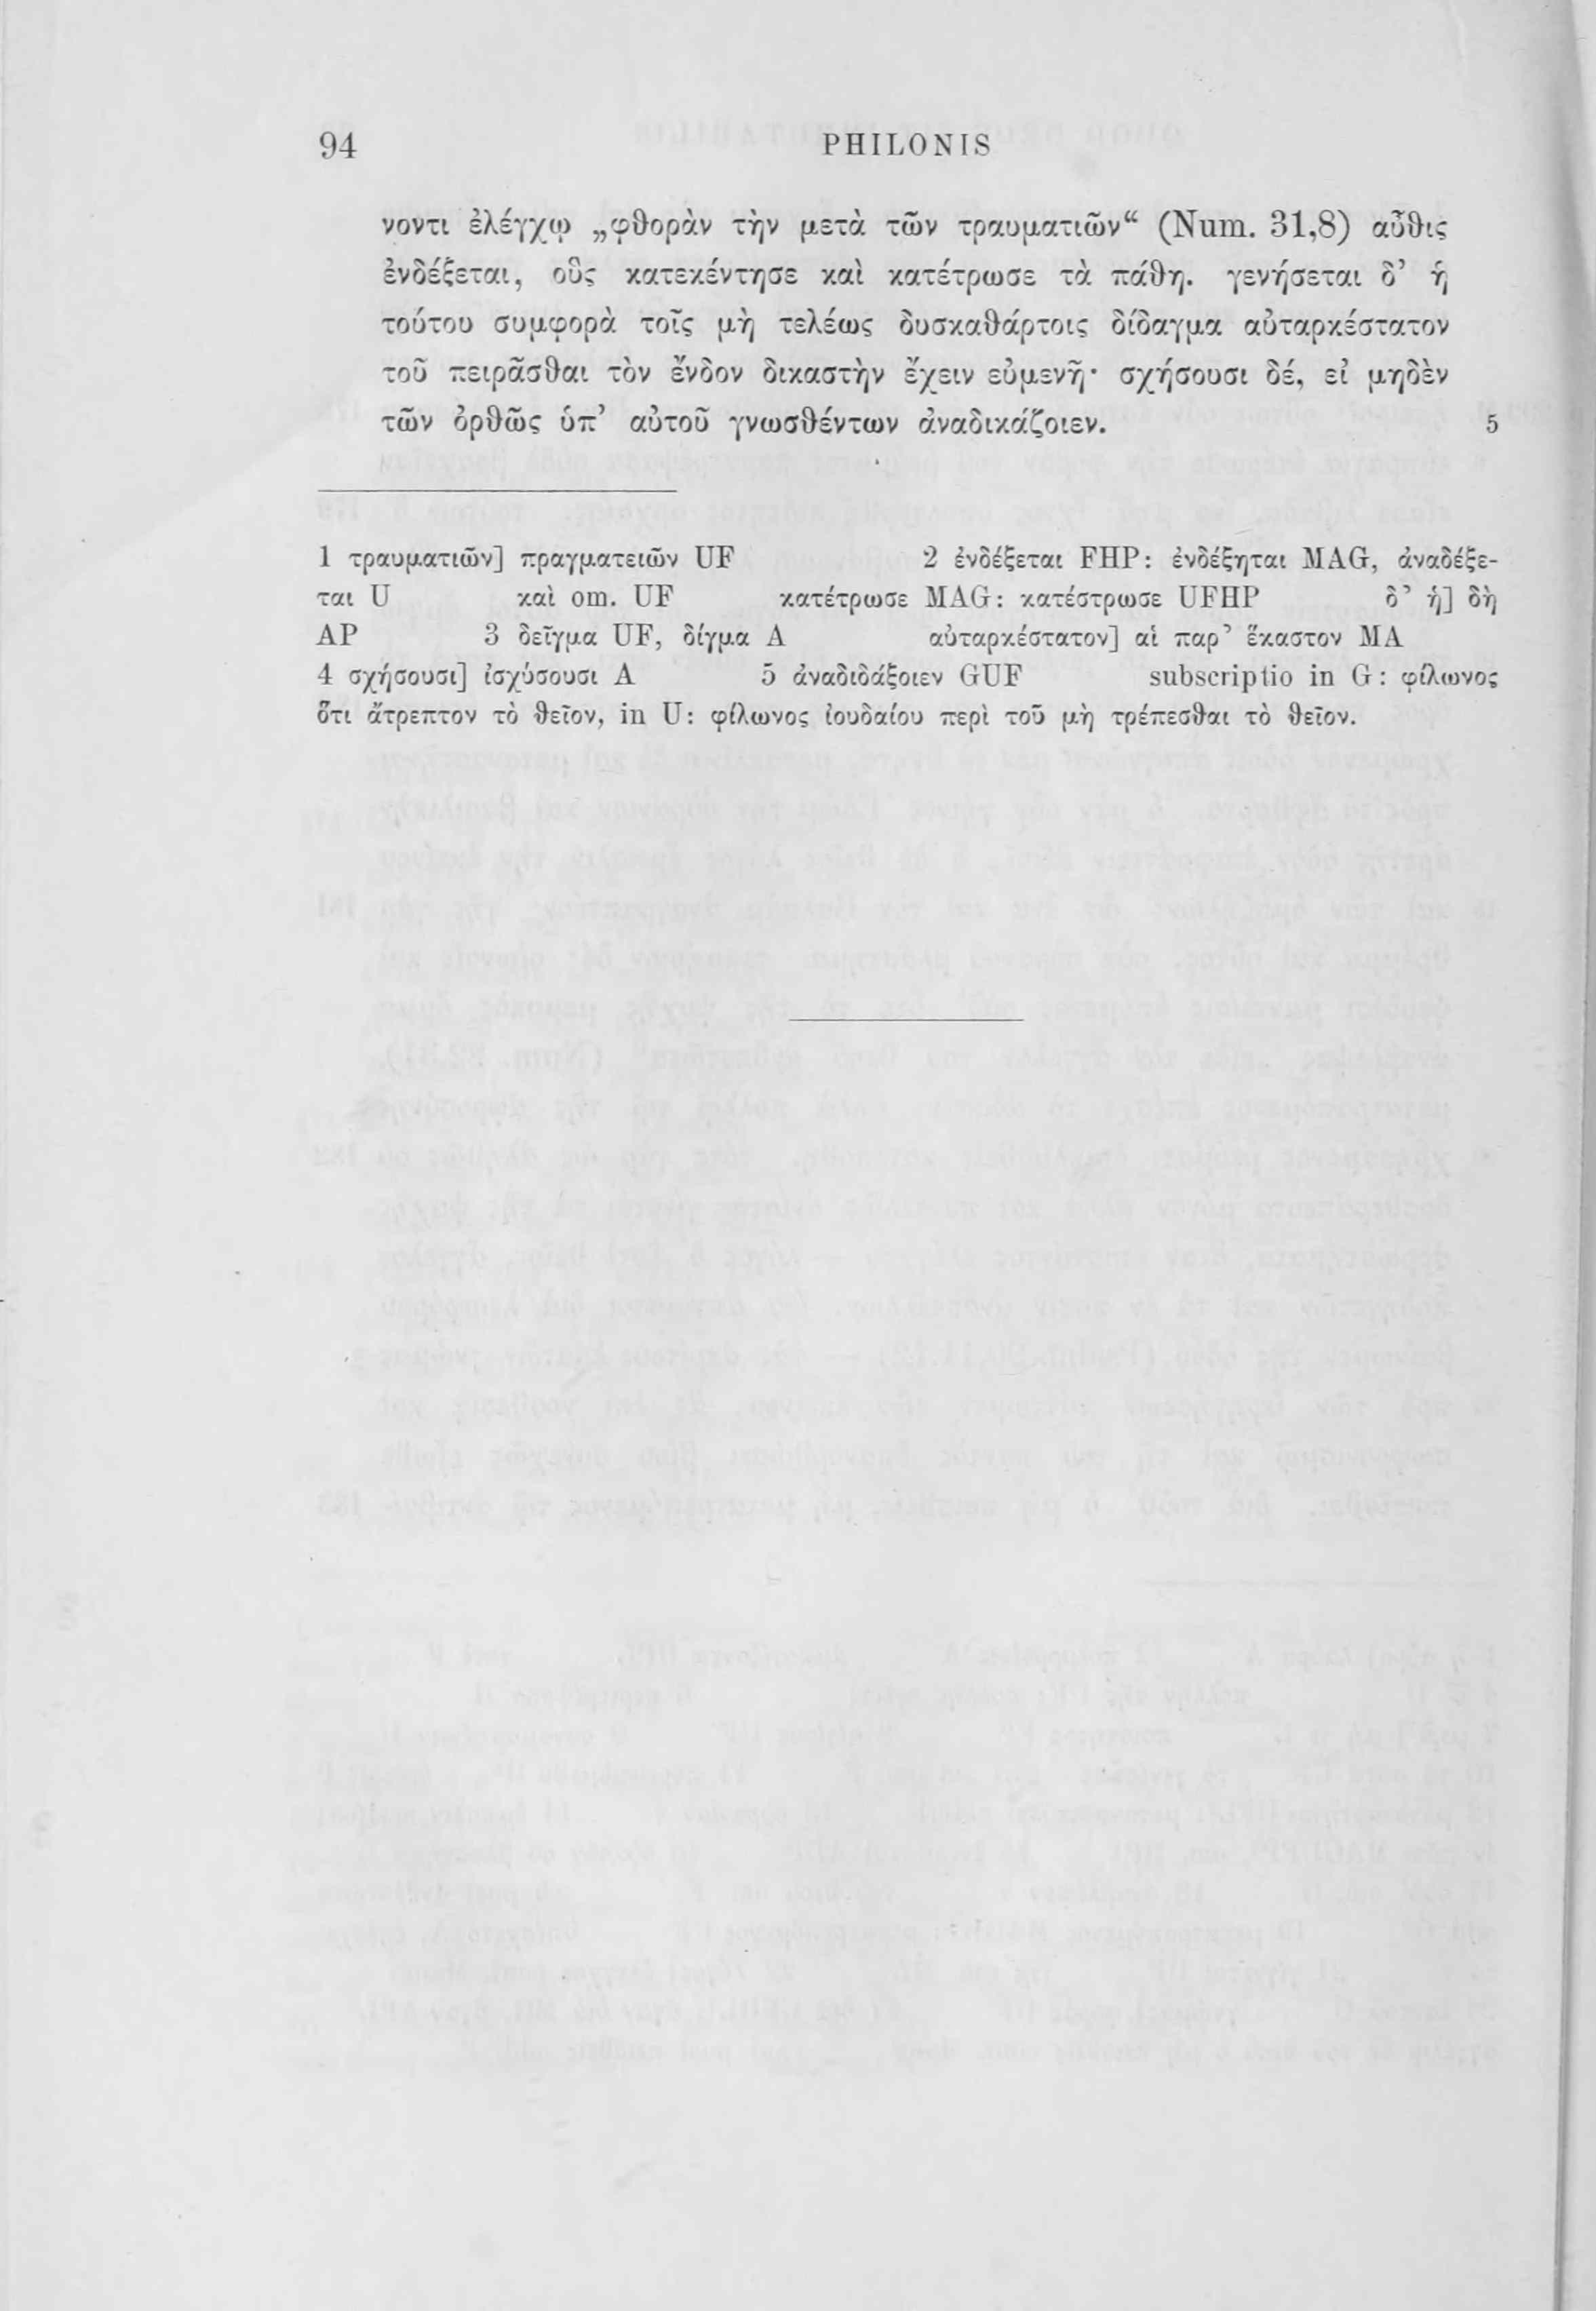 94 PHILONIS
νοντι ἐλέγχῳ „φθορὰν τὴν μετὰ τῶν τραυματιῶν“ (Num. 31,8) αὖθις
ἐνδέξεται, οὓς κατεκέντησε καὶ κατέτρωσε τὰ πάθη. γενήσεται δ’ ἡ
τούτου συμφορὰ τοῖς μὴ τελέως δυσκαθάρτοις δίδαγμα αὐταρκέστατον
τοῦ πειρᾶσθαι τὸν ἔνδον δικαστὴν ἔχειν εὐμενῆ· σχήσουσι δέ, εἰ μηδὲν
τῶν ὀρθῶς ὑπ’ αὐτοῦ γνωσθέντων ἀναδικάζοιεν. 5
1 τραυματιῶν] πραγματειῶν UF 2 ἐνδέξεται FHP: ἐνδέξηται MAG, ἀναδέξε-
ται U καὶ om. UF κατέτρωσε MAG: κατέστρωσε UFHP δ’ ἡ] δὴ
AP 3 δεῖγμα UF, δίγμα A αὐταρκέστατον] αἱ παρ’ ἕκαστον MA
4 σχήσουσι] ἰσχύσουσι A 5 ἀναδιδάξοιεν GUF subscriptio in G: φίλωνος
ὅτι ἄτρεπτον τὸ θεῖον, in U: φίλωνος ἰουδαίου περὶ τοῦ μὴ τρέπεσθαι τὸ θεῖον.